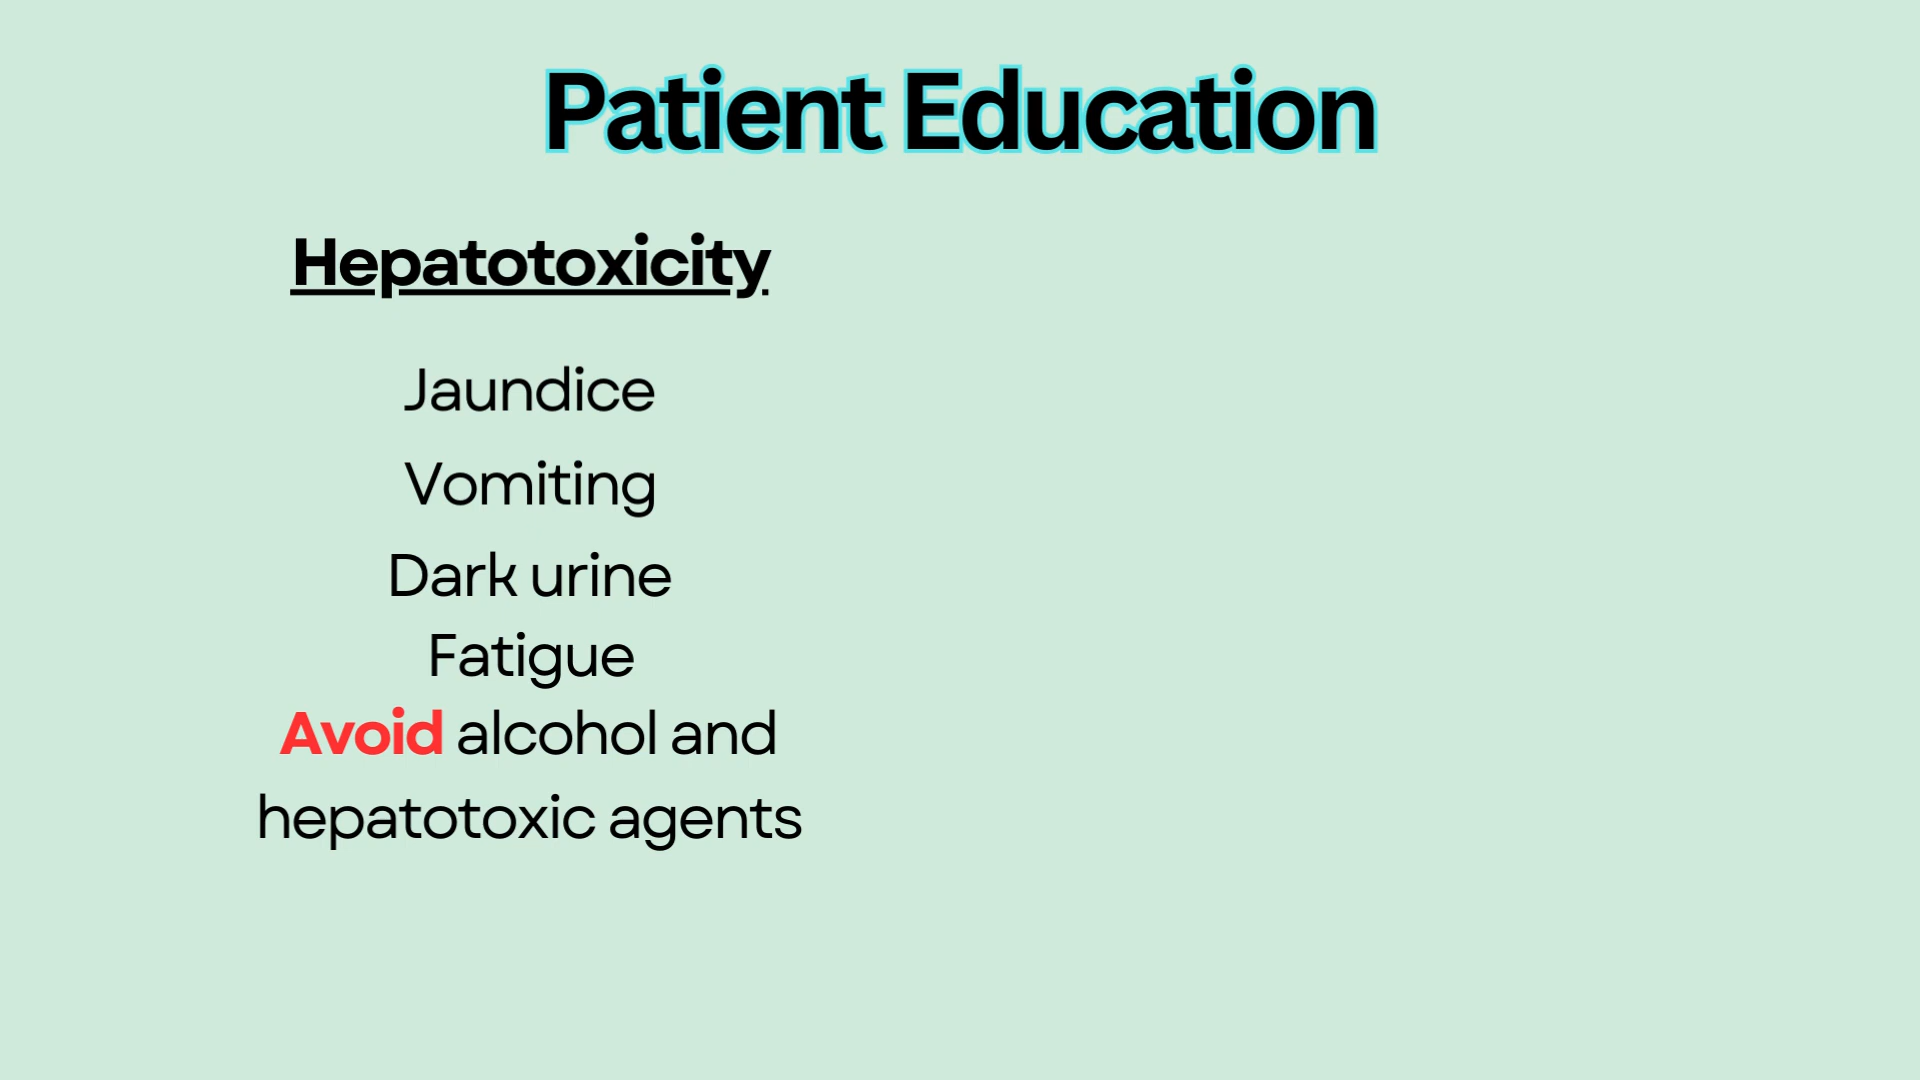 Patient Education
Hepatotoxicity
Jaundice
Vomiting
Dark urine
Fatigue
Avoid alcohol and
hepatotoxic agents